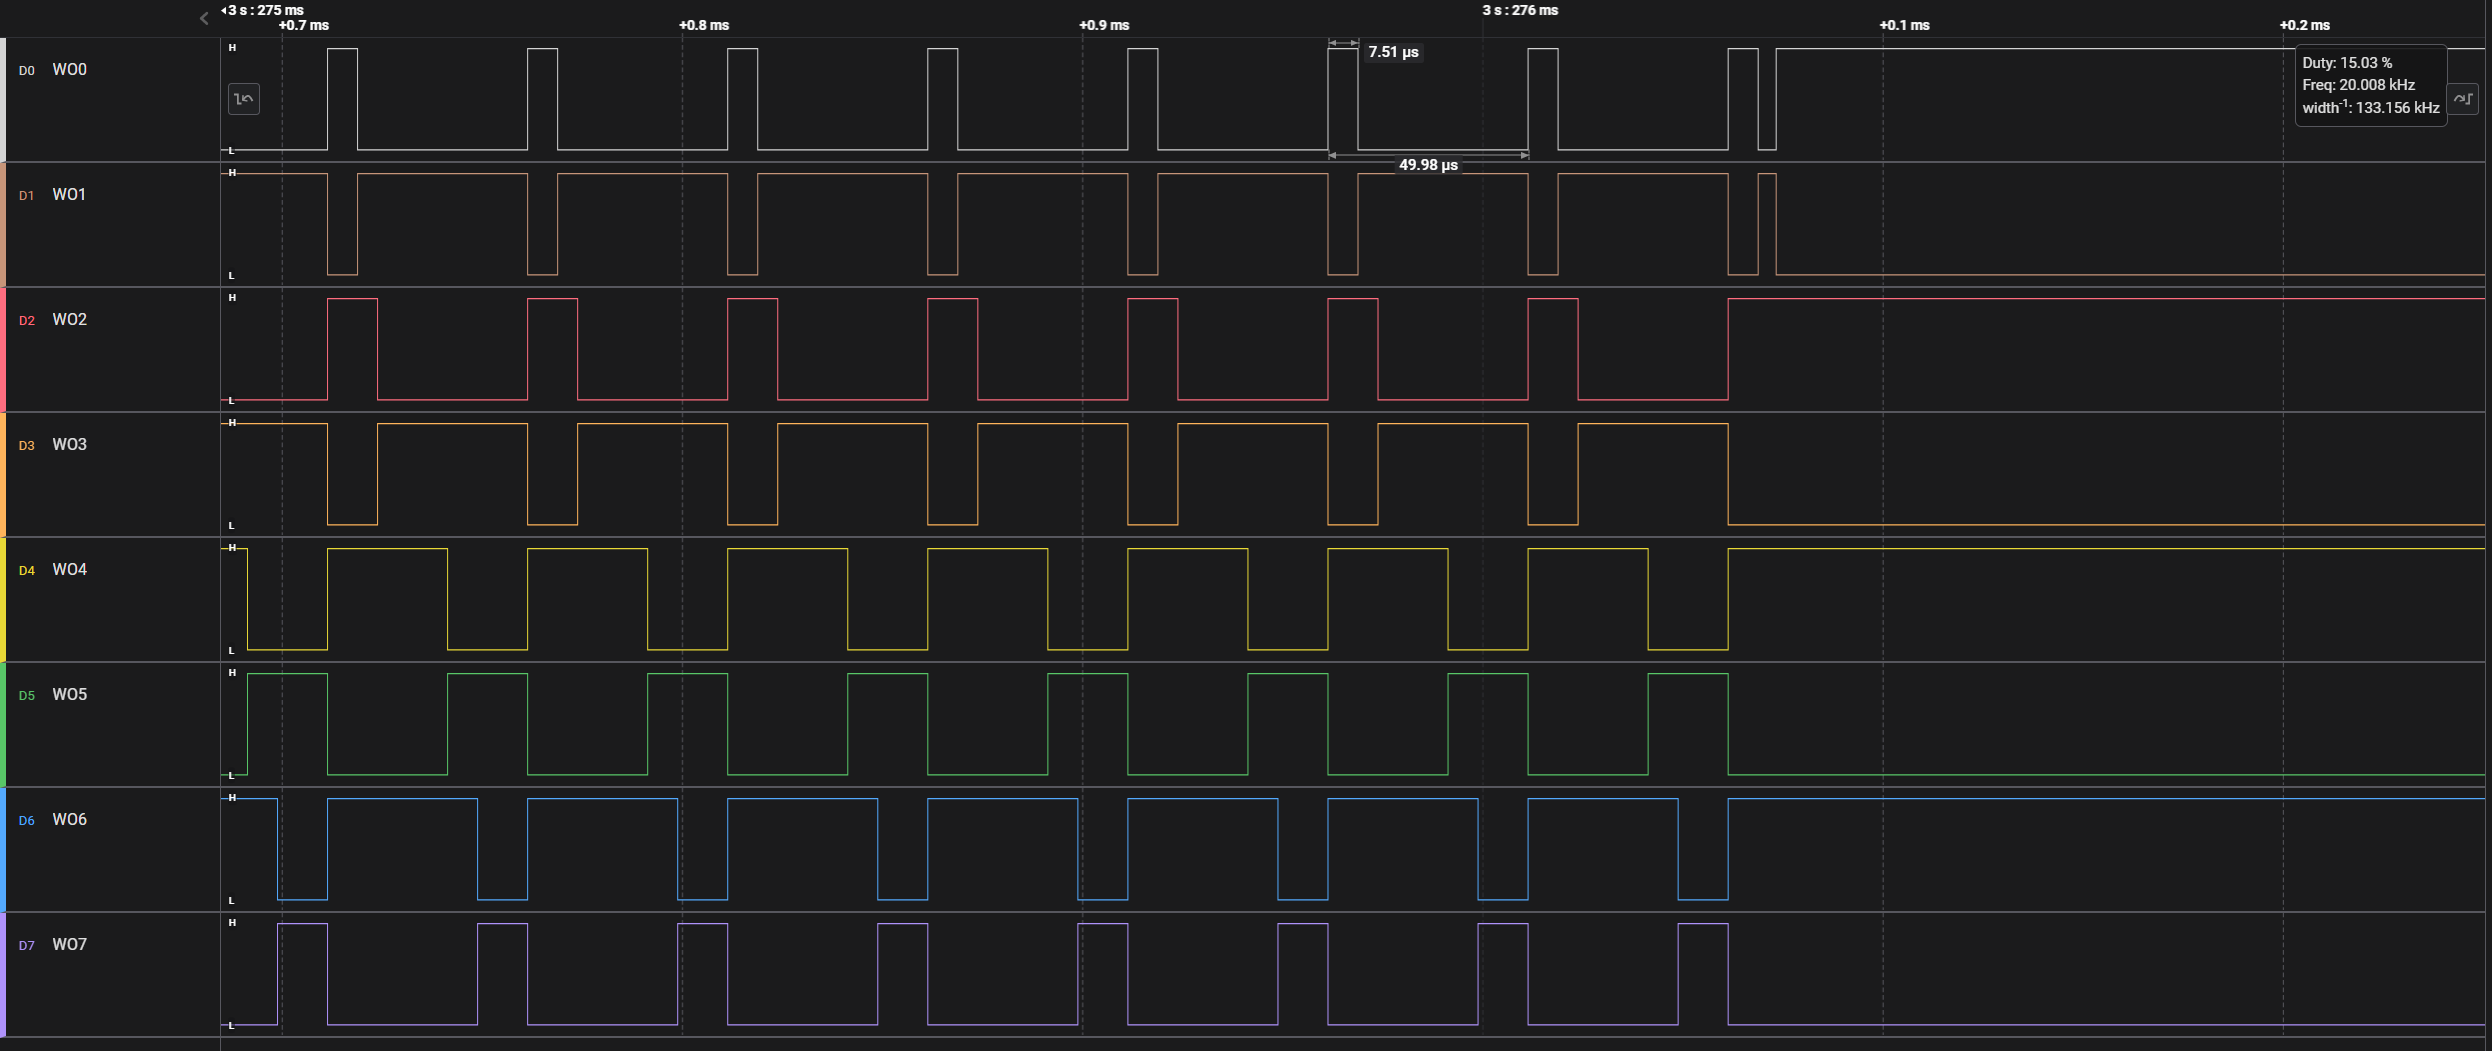 3 s : 275 ms
3 s : 276 ms
+0.7 ms
+0.8 ms
+0.9 ms
+0.1 ms
+0.2 ms
D0 WO0
H
L
7.51 µs
49.98 µs
Duty: 15.03 %
Freq: 20.008 kHz
width-1: 133.156 kHz
D1 WO1
H
L
D2 WO2
H
L
D3 WO3
H
L
D4 WO4
H
L
D5 WO5
H
L
D6 WO6
H
L
D7 WO7
H
L